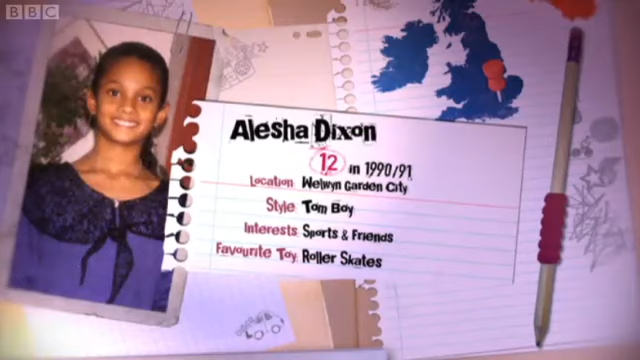 BBC
Alesha Dixon
12 in 1990/91
Location Welwyn Garden City
Style Tom Boy
Interests Sports & Friends
Favourite Toy Roller Skates